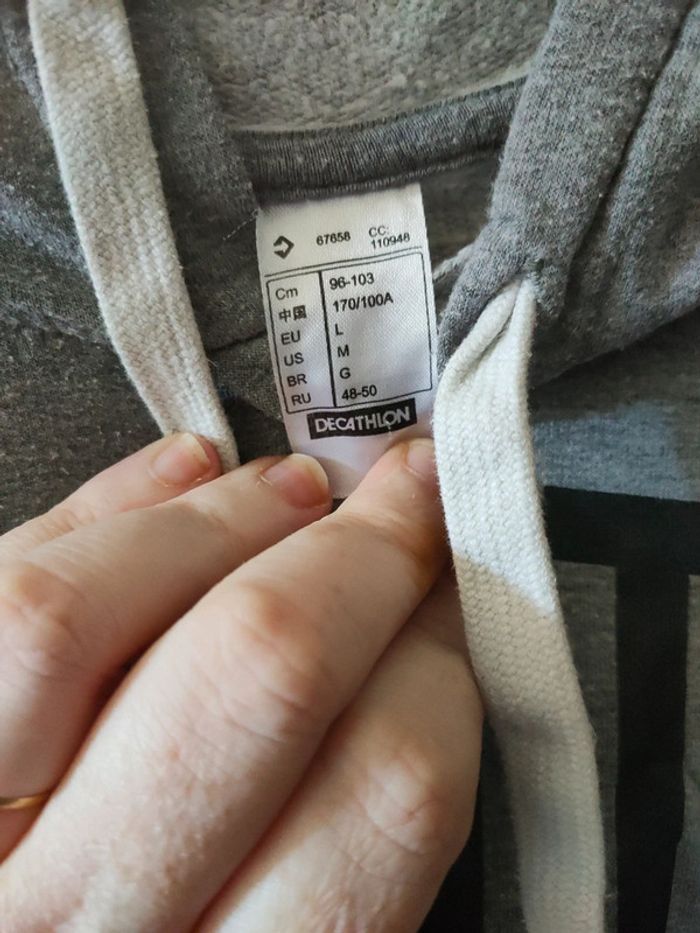 67658 CC:
110948
Cm 96-103
中国 170/100A
EU L
US M
BR G
RU 48-50
DECATHLON